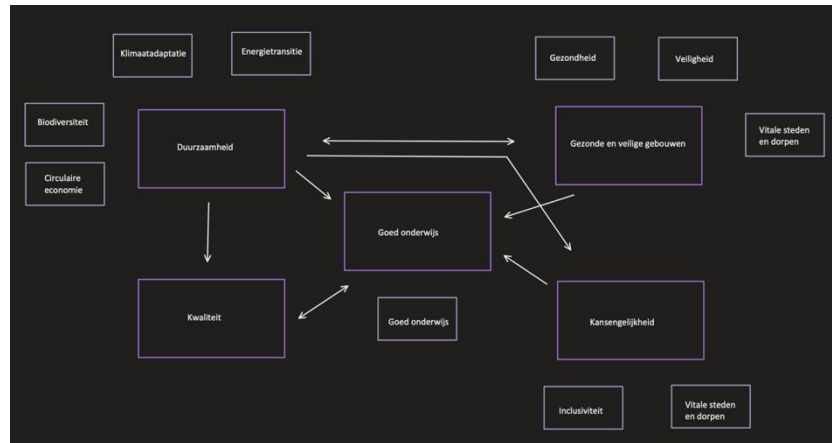 Klimaatadaptatie
Energietransitie
Gezondheid
Veiligheid
Biodiversiteit
Duurzaamheid
Gezonde en veilige gebouwen
Vitale steden
en dorpen
Circulaire
economie
Goed onderwijs
Kwaliteit
Goed onderwijs
Kansengelijkheid
Inclusiviteit
Vitale steden
en dorpen